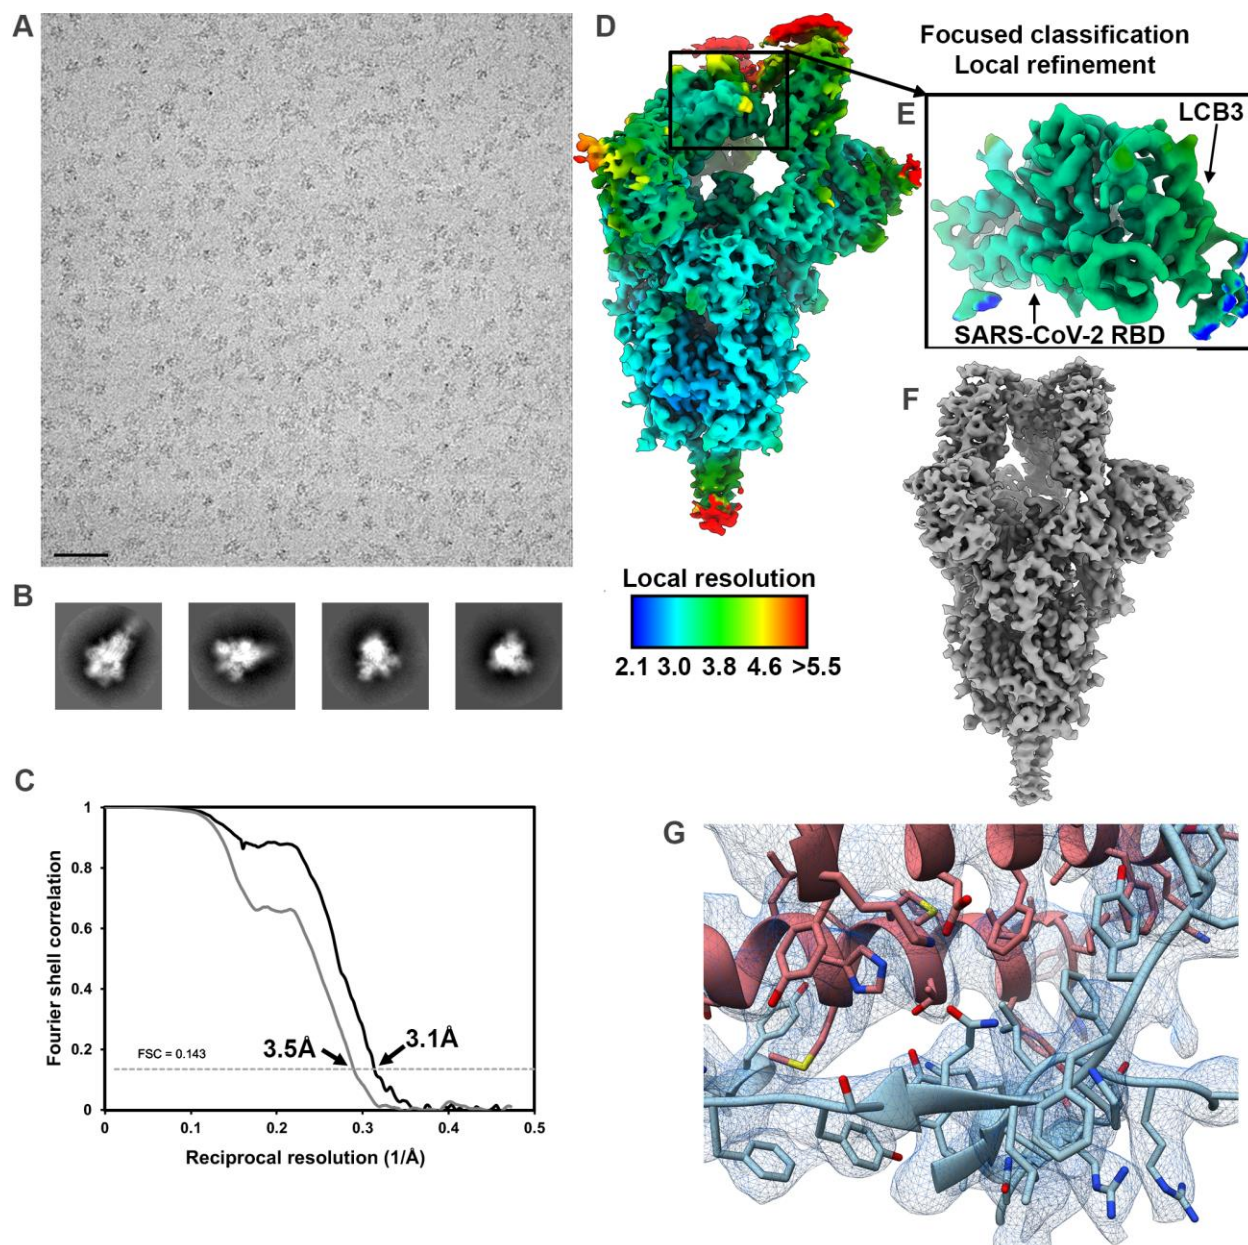 A
B
C
Fourier shell correlation
1
0.8
0.6
0.4
0.2
0
FSC = 0.143
3.5Å
3.1Å
0
0.1
0.2
0.3
0.4
0.5
Reciprocal resolution (1/Å)
D
Focused classification
Local refinement
E
LCB3
SARS-CoV-2 RBD
Local resolution
2.1 3.0 3.8 4.6 >5.5
F
G